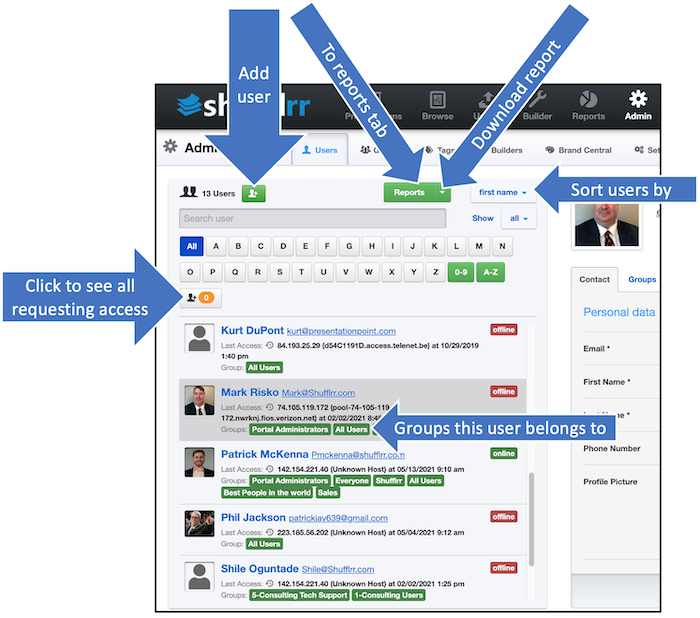 Add
user
To reports tab
Download report
shufflrr
Browse
Builder
Reports
Admin
Users
Tag
Builders
Brand Central
Set
13 Users
Reports
first name
Sort users by
Search user
Show
all
All A B C D E F G H I J K L M N
O P Q R S T U V W X Y Z 0-9 A-Z
Click to see all
requesting access
0
Contact
Groups
Personal data
Email *
First Name *
Phone Number
Profile Picture
Kurt DuPont kurt@presentationpoint.com
offline
Last Access: 84.193.25.29 (d54C1191D.access.telenet.be) at 10/29/2019
1:40 pm
Group: All Users
Mark Risko Mark@Shufflrr.com
offline
Last Access: 74.105.119.172 (pool-74-105-119
172.nwrknj.fios.verizon.net) at 02/02/2021 8:4
Groups: Portal Administrators All Users
Groups this user belongs to
Patrick McKenna Pmckenna@shufflrr.com
online
Last Access: 142.154.221.40 (Unknown Host) at 05/13/2021 9:10 am
Groups: Portal Administrators Everyone Shufflrr All Users
Best People in the world Sales
Phil Jackson patrickjay639@gmail.com
offline
Last Access: 223.185.56.202 (Unknown Host) at 05/04/2021 9:12 am
Group: All Users
Shile Oguntade Shile@Shufflrr.com
offline
Last Access: 142.154.221.40 (Unknown Host) at 02/02/2021 1:25 pm
Groups: 5-Consulting Tech Support 1-Consulting Users